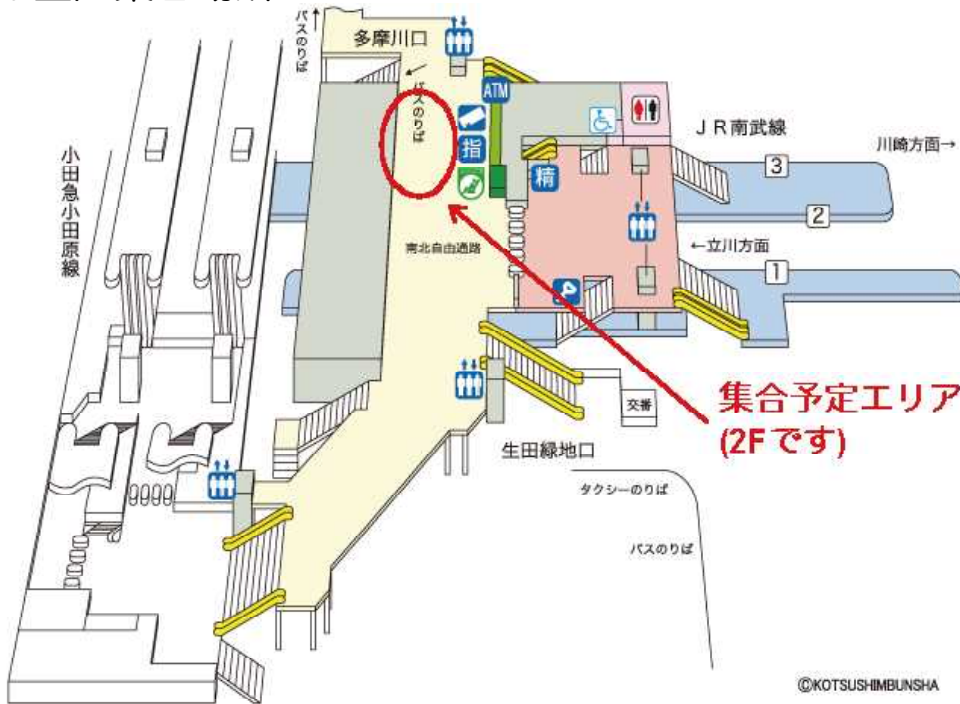 バスのりば
多摩川口
バスのりば
ATM
指
精
JR南武線
川崎方面→
3
2
←立川方面
1
小田急小田原線
南北自由通路
集合予定エリア
(2Fです)
交番
生田緑地口
タクシーのりば
バスのりば
©KOTSUSHIMBUNSHA